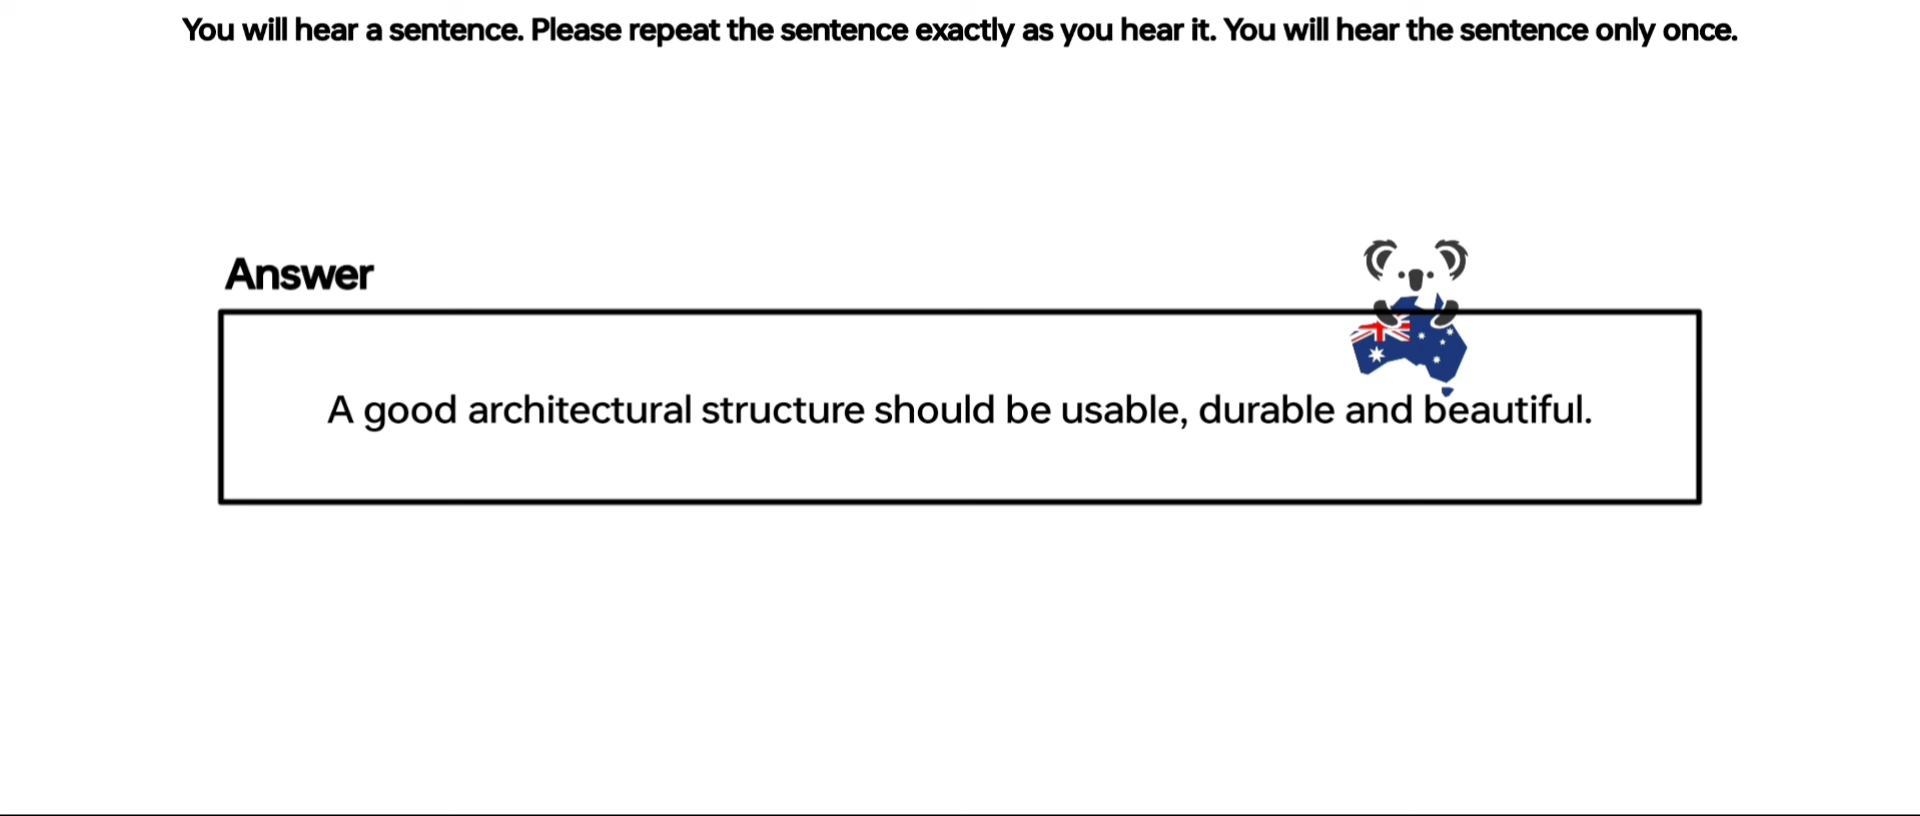 You will hear a sentence. Please repeat the sentence exactly as you hear it. You will hear the sentence only once.
Answer
A good architectural structure should be usable, durable and beautiful.